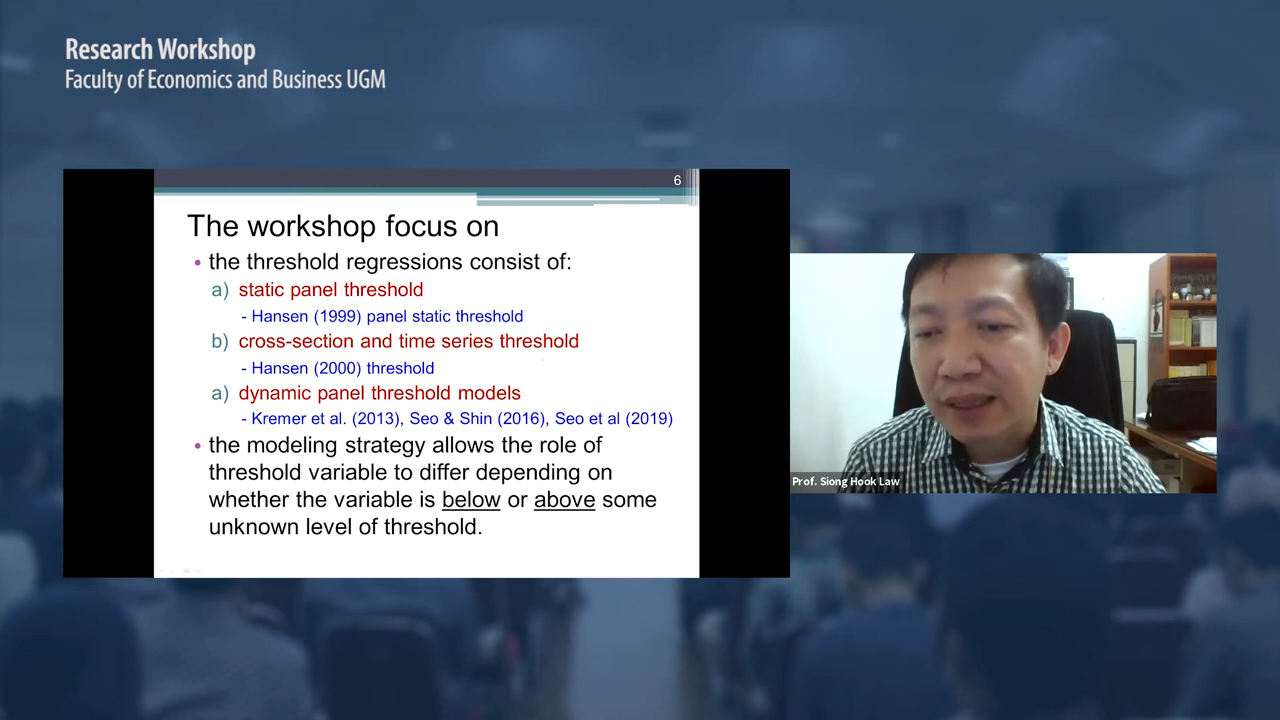 Research Workshop
Faculty of Economics and Business UGM
6
The workshop focus on
• the threshold regressions consist of:
a) static panel threshold
- Hansen (1999) panel static threshold
b) cross-section and time series threshold
- Hansen (2000) threshold
a) dynamic panel threshold models
- Kremer et al. (2013), Seo & Shin (2016), Seo et al (2019)
• the modeling strategy allows the role of
threshold variable to differ depending on
whether the variable is below or above some
unknown level of threshold.
Prof. Siong Hook Law